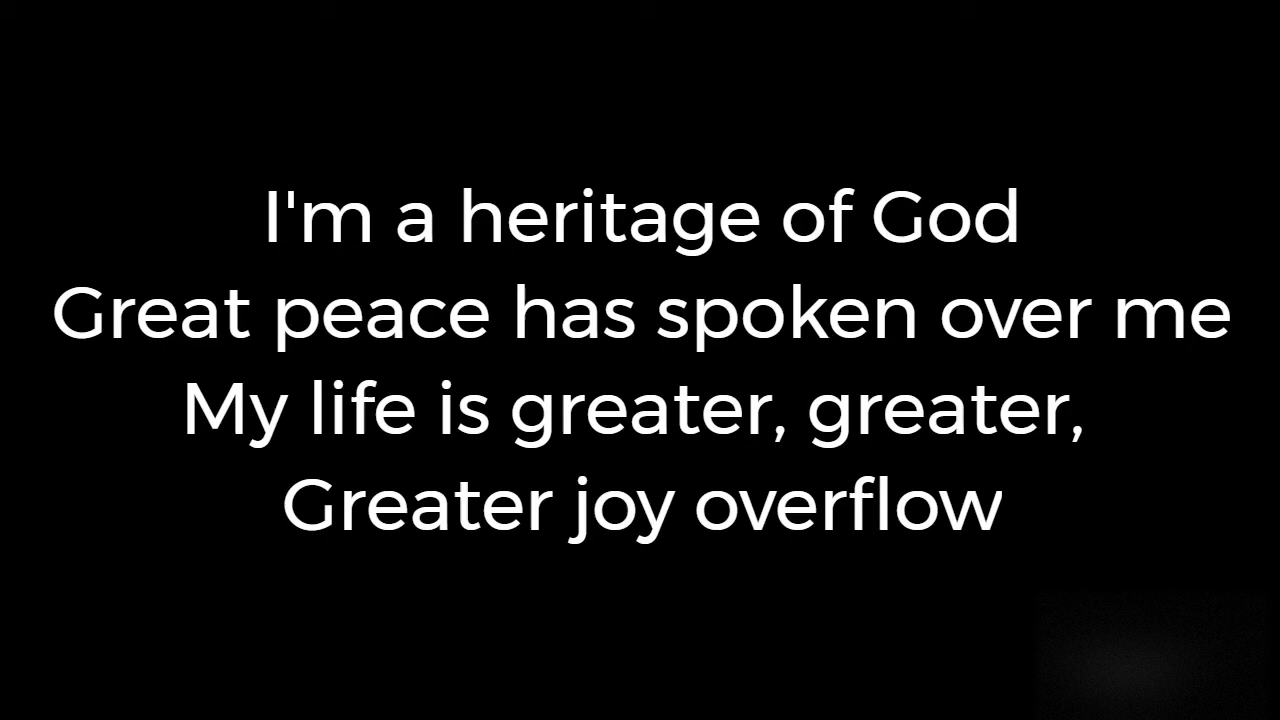 I'm a heritage of God
Great peace has spoken over me
My life is greater, greater,
Greater joy overflow